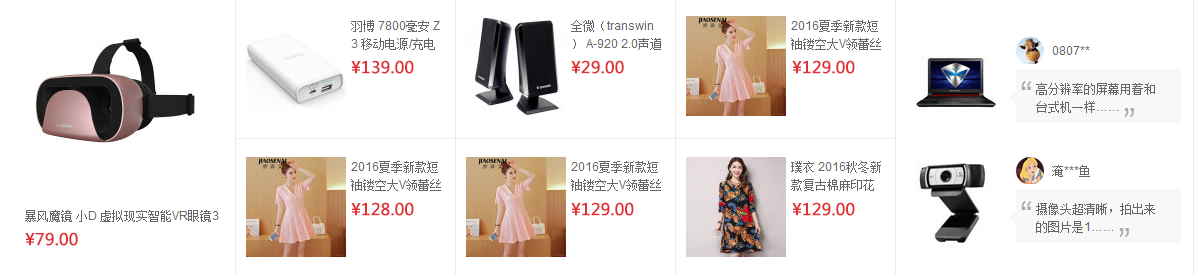 暴风魔镜 小D 虚拟现实智能VR眼镜3
¥79.00
羽博 7800毫安 Z
3 移动电源/充电
¥139.00
全微（transwin
） A-920 2.0声道
¥29.00
JIAOSENAI
2016夏季新款短
袖镂空大V领蕾丝
¥129.00
JIAOSENAI
2016夏季新款短
袖镂空大V领蕾丝
¥128.00
JIAOSENAI
2016夏季新款短
袖镂空大V领蕾丝
¥129.00
璞衣 2016秋冬新
款复古棉麻印花
¥129.00
0807**
“ 高分辨率的屏幕用着和
台式机一样…… ”
淹***鱼
“ 摄像头超清晰，拍出来
的图片是1…… ”